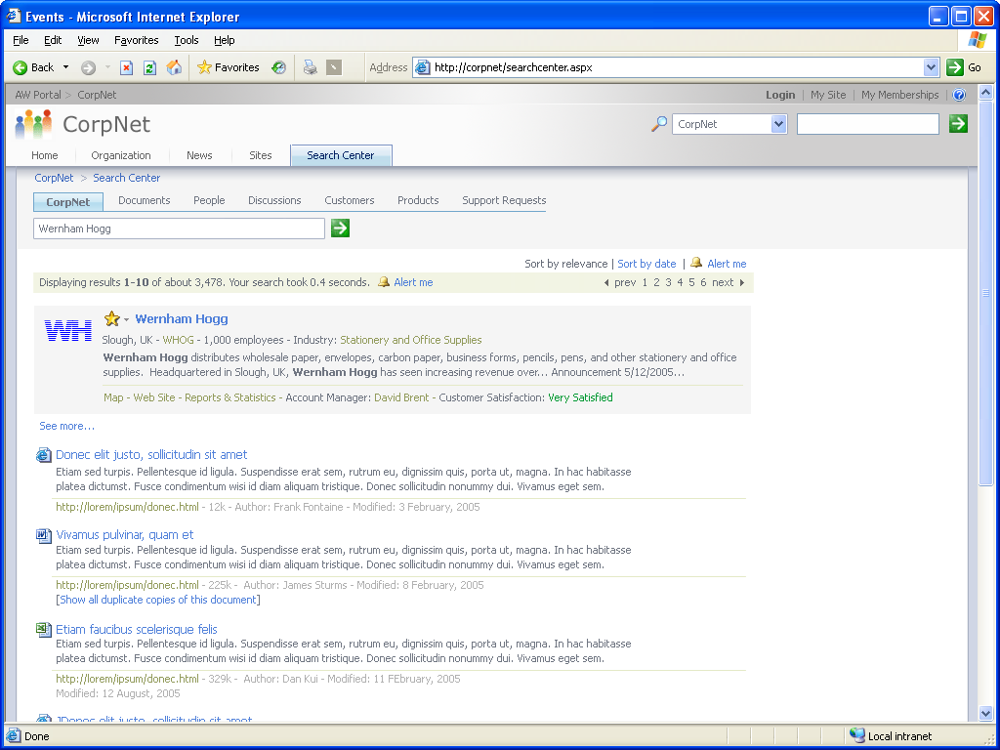 Events - Microsoft Internet Explorer
File Edit View Favorites Tools Help
Back Favorites Address http://corpnet/searchcenter.aspx Go
AW Portal > CorpNet Login | My Site | My Memberships | ?
CorpNet CorpNet
Home Organization News Sites Search Center
CorpNet > Search Center
CorpNet Documents People Discussions Customers Products Support Requests
Wernham Hogg
Sort by relevance | Sort by date | Alert me
Displaying results 1-10 of about 3,478. Your search took 0.4 seconds. Alert me prev 1 2 3 4 5 6 next
WH Wernham Hogg
Slough, UK - WHOG - 1,000 employees - Industry: Stationery and Office Supplies
Wernham Hogg distributes wholesale paper, envelopes, carbon paper, business forms, pencils, pens, and other stationery and office
supplies. Headquartered in Slough, UK, Wernham Hogg has seen increasing revenue over... Announcement 5/12/2005...
Map - Web Site - Reports & Statistics - Account Manager: David Brent - Customer Satisfaction: Very Satisfied
See more...
Donec elit justo, sollicitudin sit amet
Etiam sed turpis. Pellentesque id ligula. Suspendisse erat sem, rutrum eu, dignissim quis, porta ut, magna. In hac habitasse
platea dictumst. Fusce condimentum wisi id diam aliquam tristique. Donec sollicitudin nonummy dui. Vivamus eget sem.
http://lorem/ipsum/donec.html - 12k - Author: Frank Fontaine - Modified: 3 February, 2005
Vivamus pulvinar, quam et
Etiam sed turpis. Pellentesque id ligula. Suspendisse erat sem, rutrum eu, dignissim quis, porta ut, magna. In hac habitasse
platea dictumst. Fusce condimentum wisi id diam aliquam tristique. Donec sollicitudin nonummy dui. Vivamus eget sem.
http://lorem/ipsum/donec.html - 225k - Author: James Sturms - Modified: 8 February, 2005
[Show all duplicate copies of this document]
Etiam faucibus scelerisque felis
Etiam sed turpis. Pellentesque id ligula. Suspendisse erat sem, rutrum eu, dignissim quis, porta ut, magna. In hac habitasse
platea dictumst. Fusce condimentum wisi id diam aliquam tristique. Donec sollicitudin nonummy dui. Vivamus eget sem.
http://lorem/ipsum/donec.html - 329k - Author: Dan Kui - Modified: 11 FEbruary, 2005
Modified: 12 August, 2005
JDonec elit justo, sollicitudin sit amet
Done Local intranet